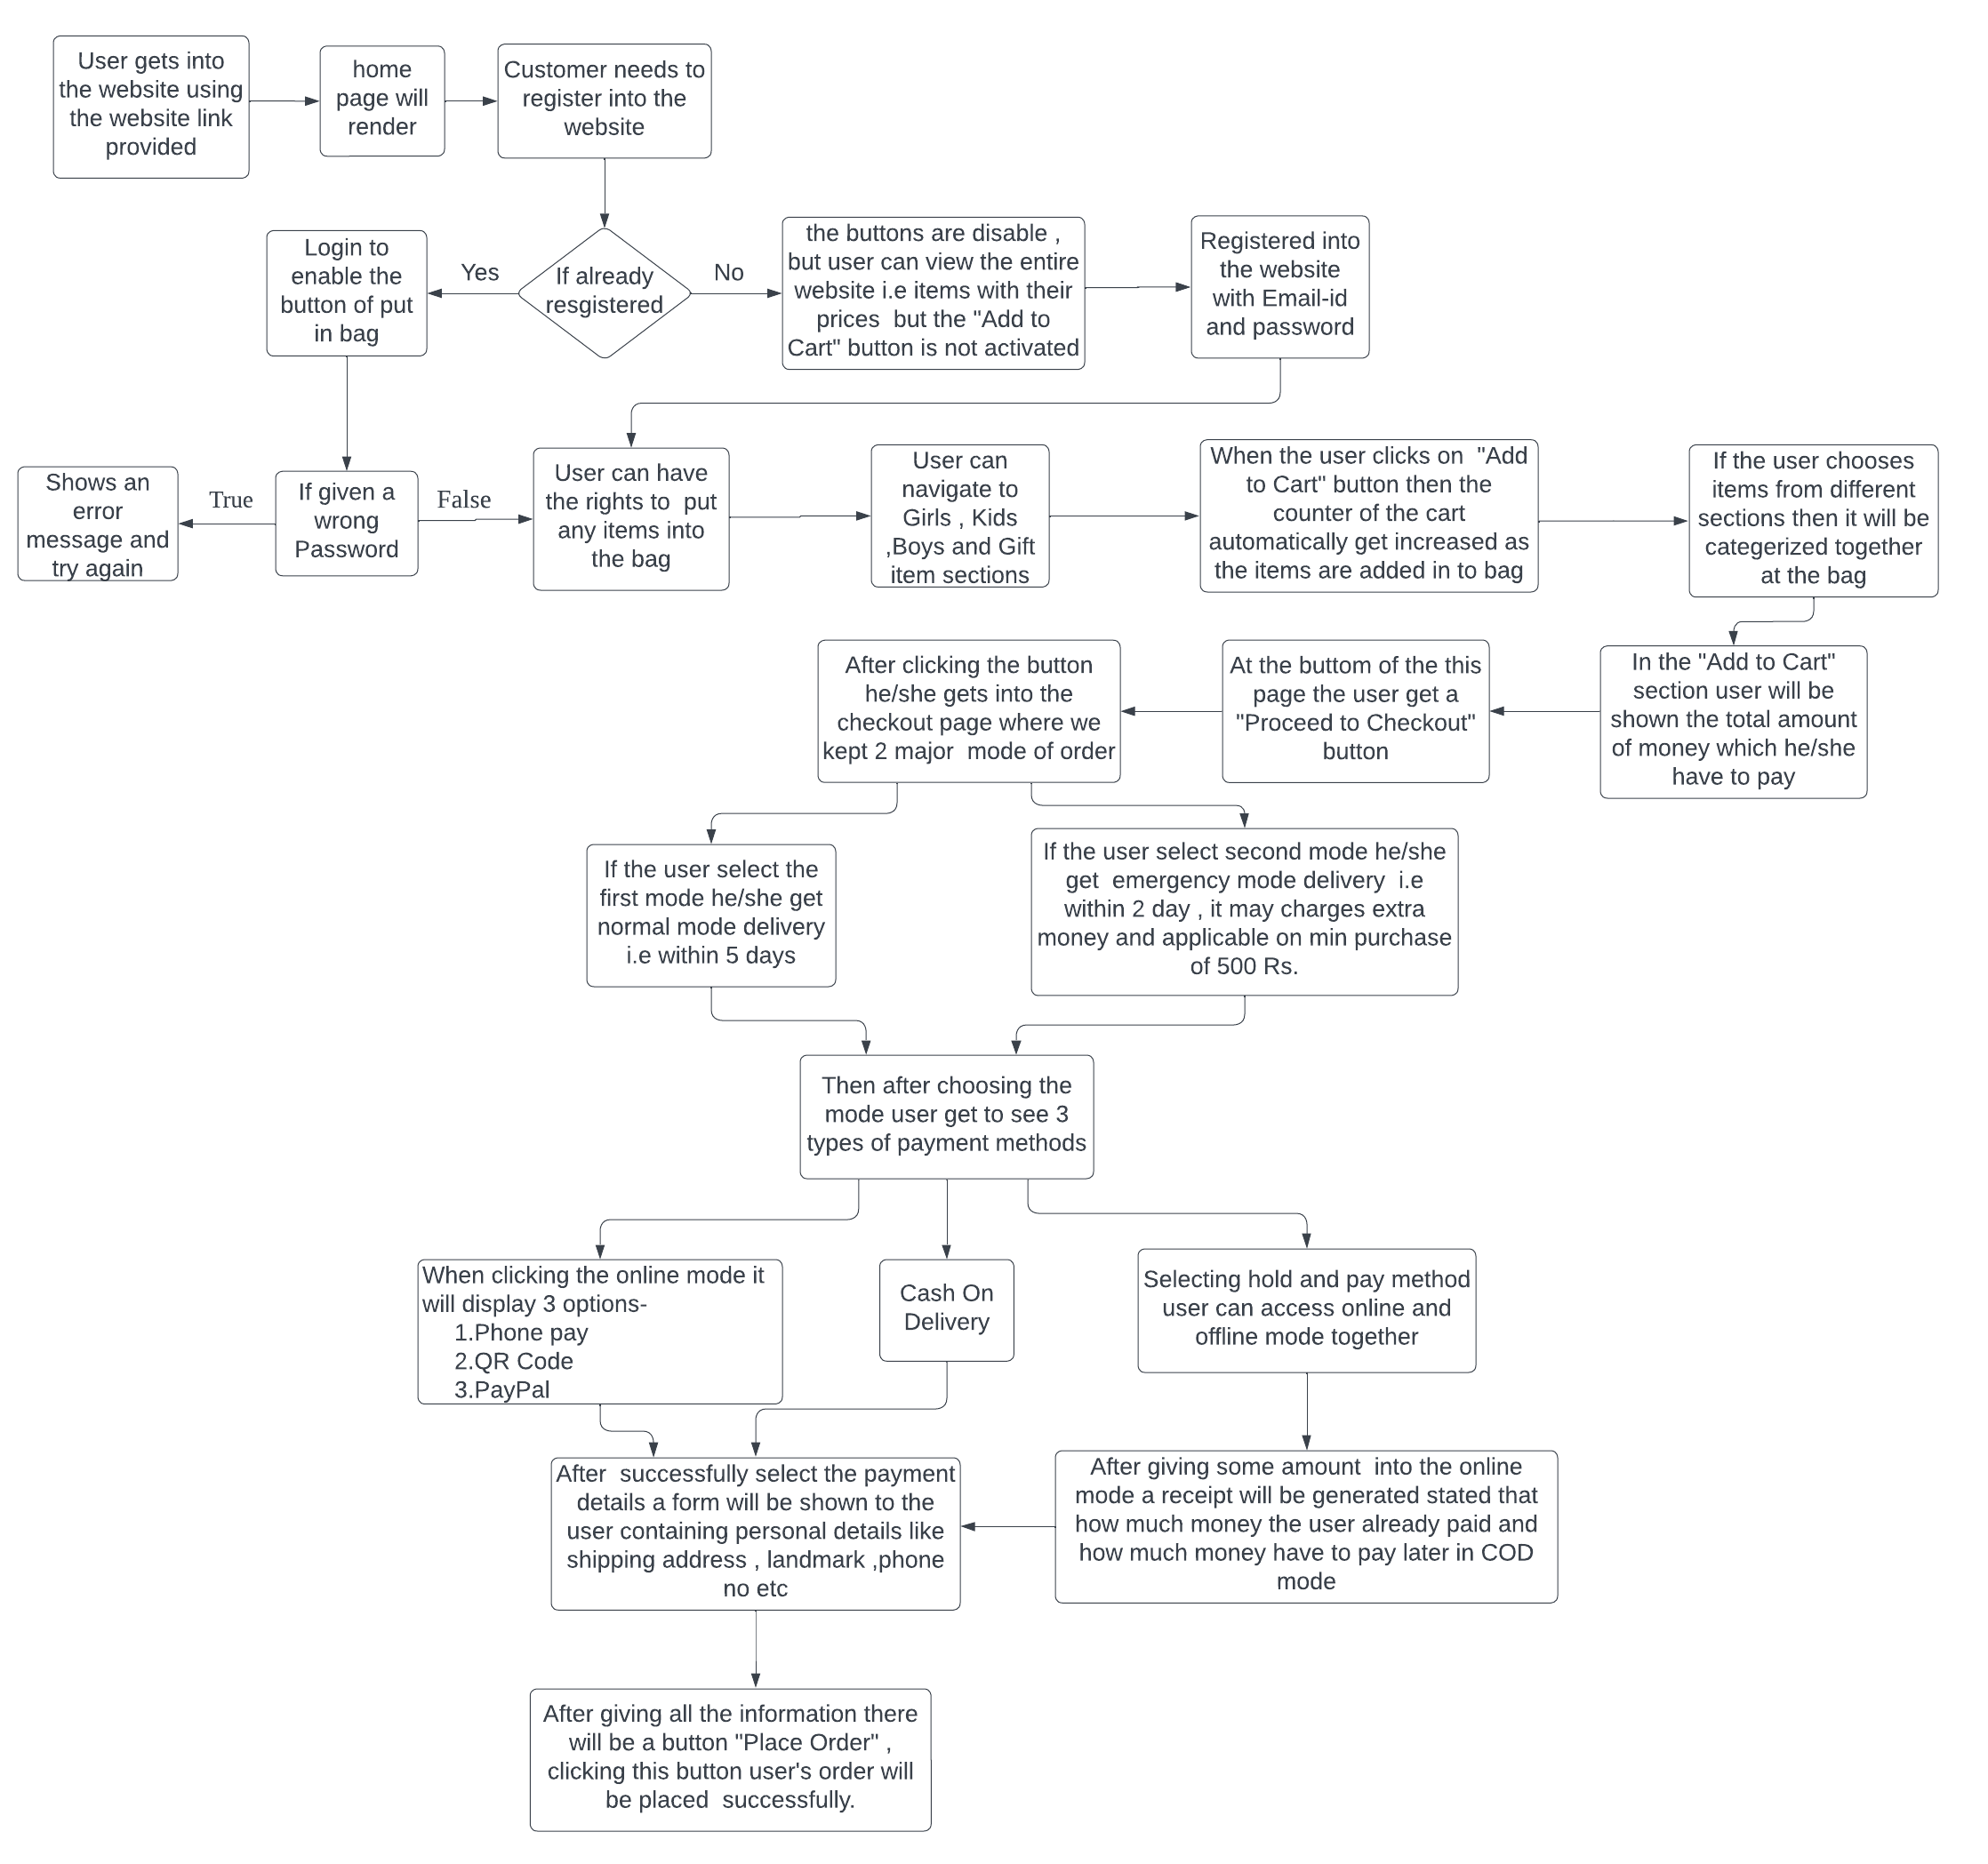 User gets into
the website using
the website link
provided
home
page will
render
Customer needs to
register into the
website
Login to
enable the
button of put
in bag
Yes
If already
resgistered
No
the buttons are disable ,
but user can view the entire
website i.e items with their
prices  but the "Add to
Cart" button is not activated
Registered into
the website
with Email-id
and password
Shows an
error
message and
try again
True
If given a
wrong
Password
False
User can have
the rights to  put
any items into
the bag
User can
navigate to
Girls , Kids
,Boys and Gift
item sections
When the user clicks on  "Add
to Cart" button then the
counter of the cart
automatically get increased as
the items are added in to bag
If the user chooses
items from different
sections then it will be
categerized together
at the bag
After clicking the button
he/she gets into the
checkout page where we
kept 2 major  mode of order
At the buttom of the this
page the user get a
"Proceed to Checkout"
button
In the "Add to Cart"
section user will be
shown the total amount
of money which he/she
have to pay
If the user select the
first mode he/she get
normal mode delivery
i.e within 5 days
If the user select second mode he/she
get  emergency mode delivery  i.e
within 2 day , it may charges extra
money and applicable on min purchase
of 500 Rs.
Then after choosing the
mode user get to see 3
types of payment methods
When clicking the online mode it
will display 3 options-
1.Phone pay
2.QR Code
3.PayPal
Cash On
Delivery
Selecting hold and pay method
user can access online and
offline mode together
After  successfully select the payment
details a form will be shown to the
user containing personal details like
shipping address , landmark ,phone
no etc
After giving some amount  into the online
mode a receipt will be generated stated that
how much money the user already paid and
how much money have to pay later in COD
mode
After giving all the information there
will be a button "Place Order" ,
clicking this button user's order will
be placed  successfully.